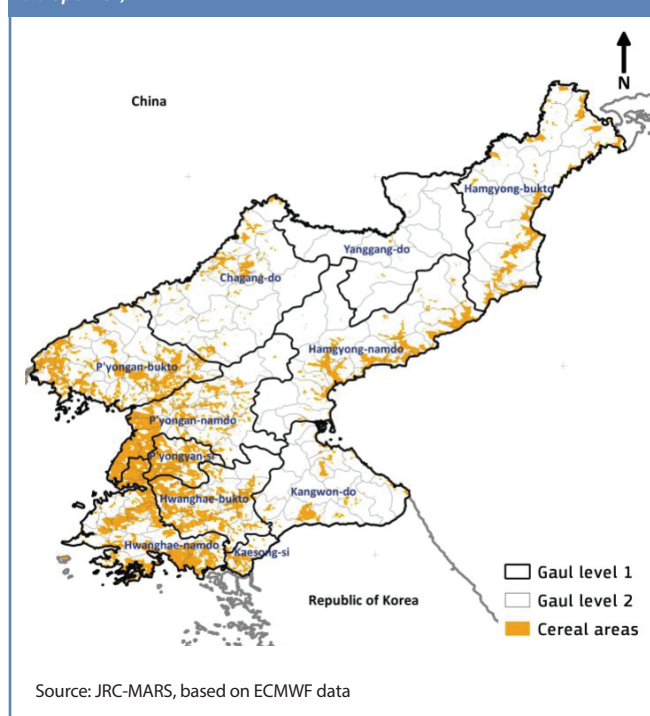 N
China
Hamgyong-bukto
Yanggang-do
Chagang-do
Hamgyong-namdo
P'yongan-bukto
P'yongan-namdo
P'yongyan-si
Hwanghae-bukto
Kangwon-do
Hwanghae-namdo
Kaesong-si
Republic of Korea
Gaul level 1
Gaul level 2
Cereal areas
Source: JRC-MARS, based on ECMWF data